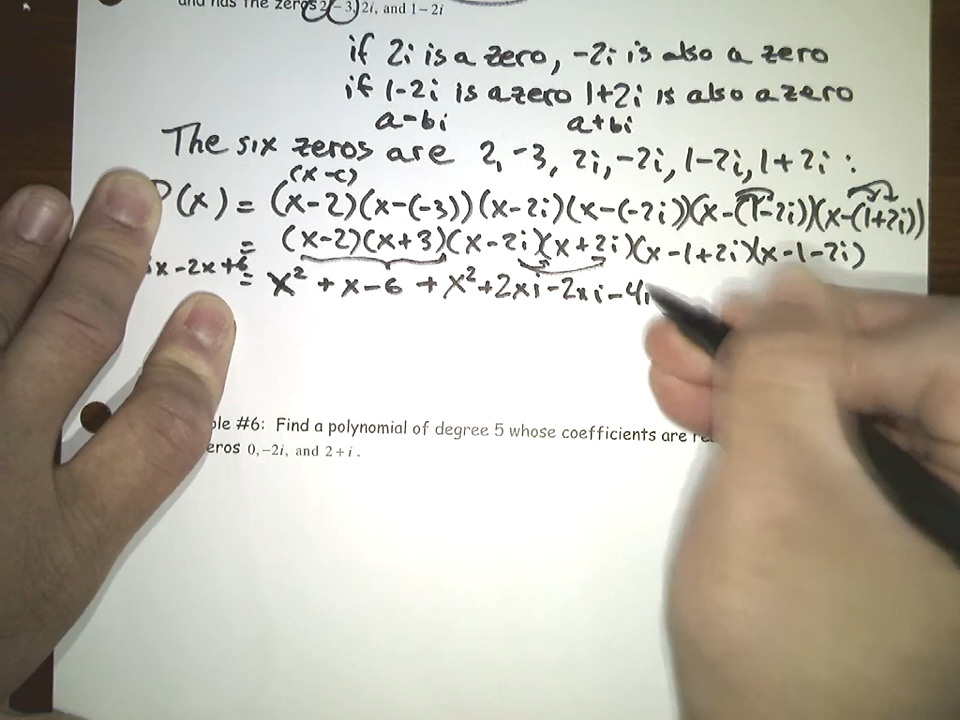 and has the zeros 2, -3, 2i, and 1-2i
if 2i is a zero, -2i is also a zero
if 1-2i is a zero 1+2i is also a zero
a-bi a+bi
The six zeros are 2, -3, 2i, -2i, 1-2i, 1+2i :
(x-c)
P(x) = (x-2)(x-(-3))(x-2i)(x-(-2i))(x-(1-2i))(x-(1+2i))
= (x-2)(x+3)(x-2i)(x+2i)(x-1+2i)(x-1-2i)
x-2x+6
= x² + x-6 + x²+2xi-2xi-4i
#6: Find a polynomial of degree 5 whose coefficients are
0,-2i, and 2+i.